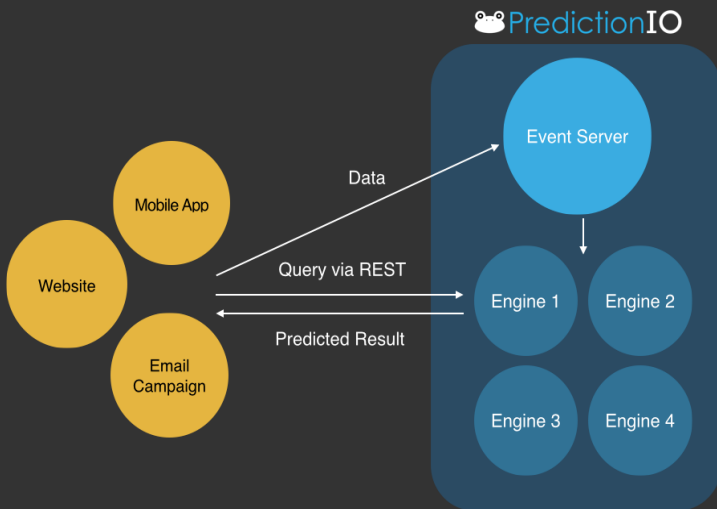 PredictionIO
Event Server
Data
Mobile App
Query via REST
Website
Engine 1
Engine 2
Predicted Result
Email
Campaign
Engine 3
Engine 4